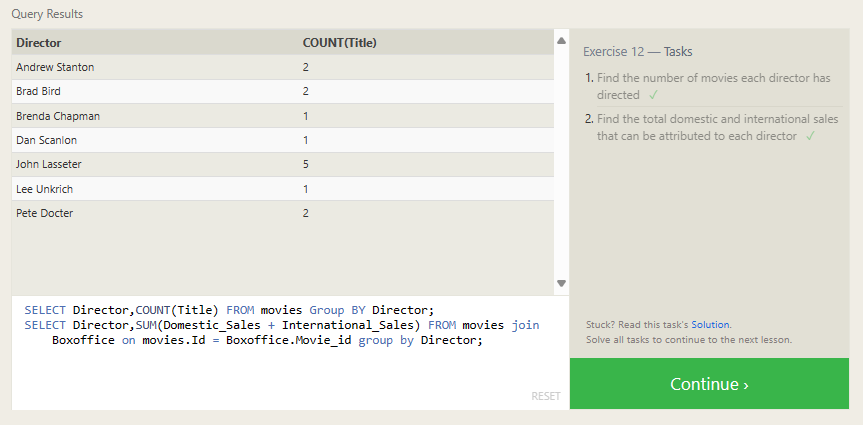 Query Results
Director COUNT(Title)
Andrew Stanton 2
Brad Bird 2
Brenda Chapman 1
Dan Scanlon 1
John Lasseter 5
Lee Unkrich 1
Pete Docter 2
SELECT Director,COUNT(Title) FROM movies Group BY Director;
SELECT Director,SUM(Domestic_Sales + International_Sales) FROM movies join
Boxoffice on movies.Id = Boxoffice.Movie_id group by Director;
RESET
Exercise 12 — Tasks
1. Find the number of movies each director has
directed ✓
2. Find the total domestic and international sales
that can be attributed to each director ✓
Stuck? Read this task's Solution.
Solve all tasks to continue to the next lesson.
Continue ›